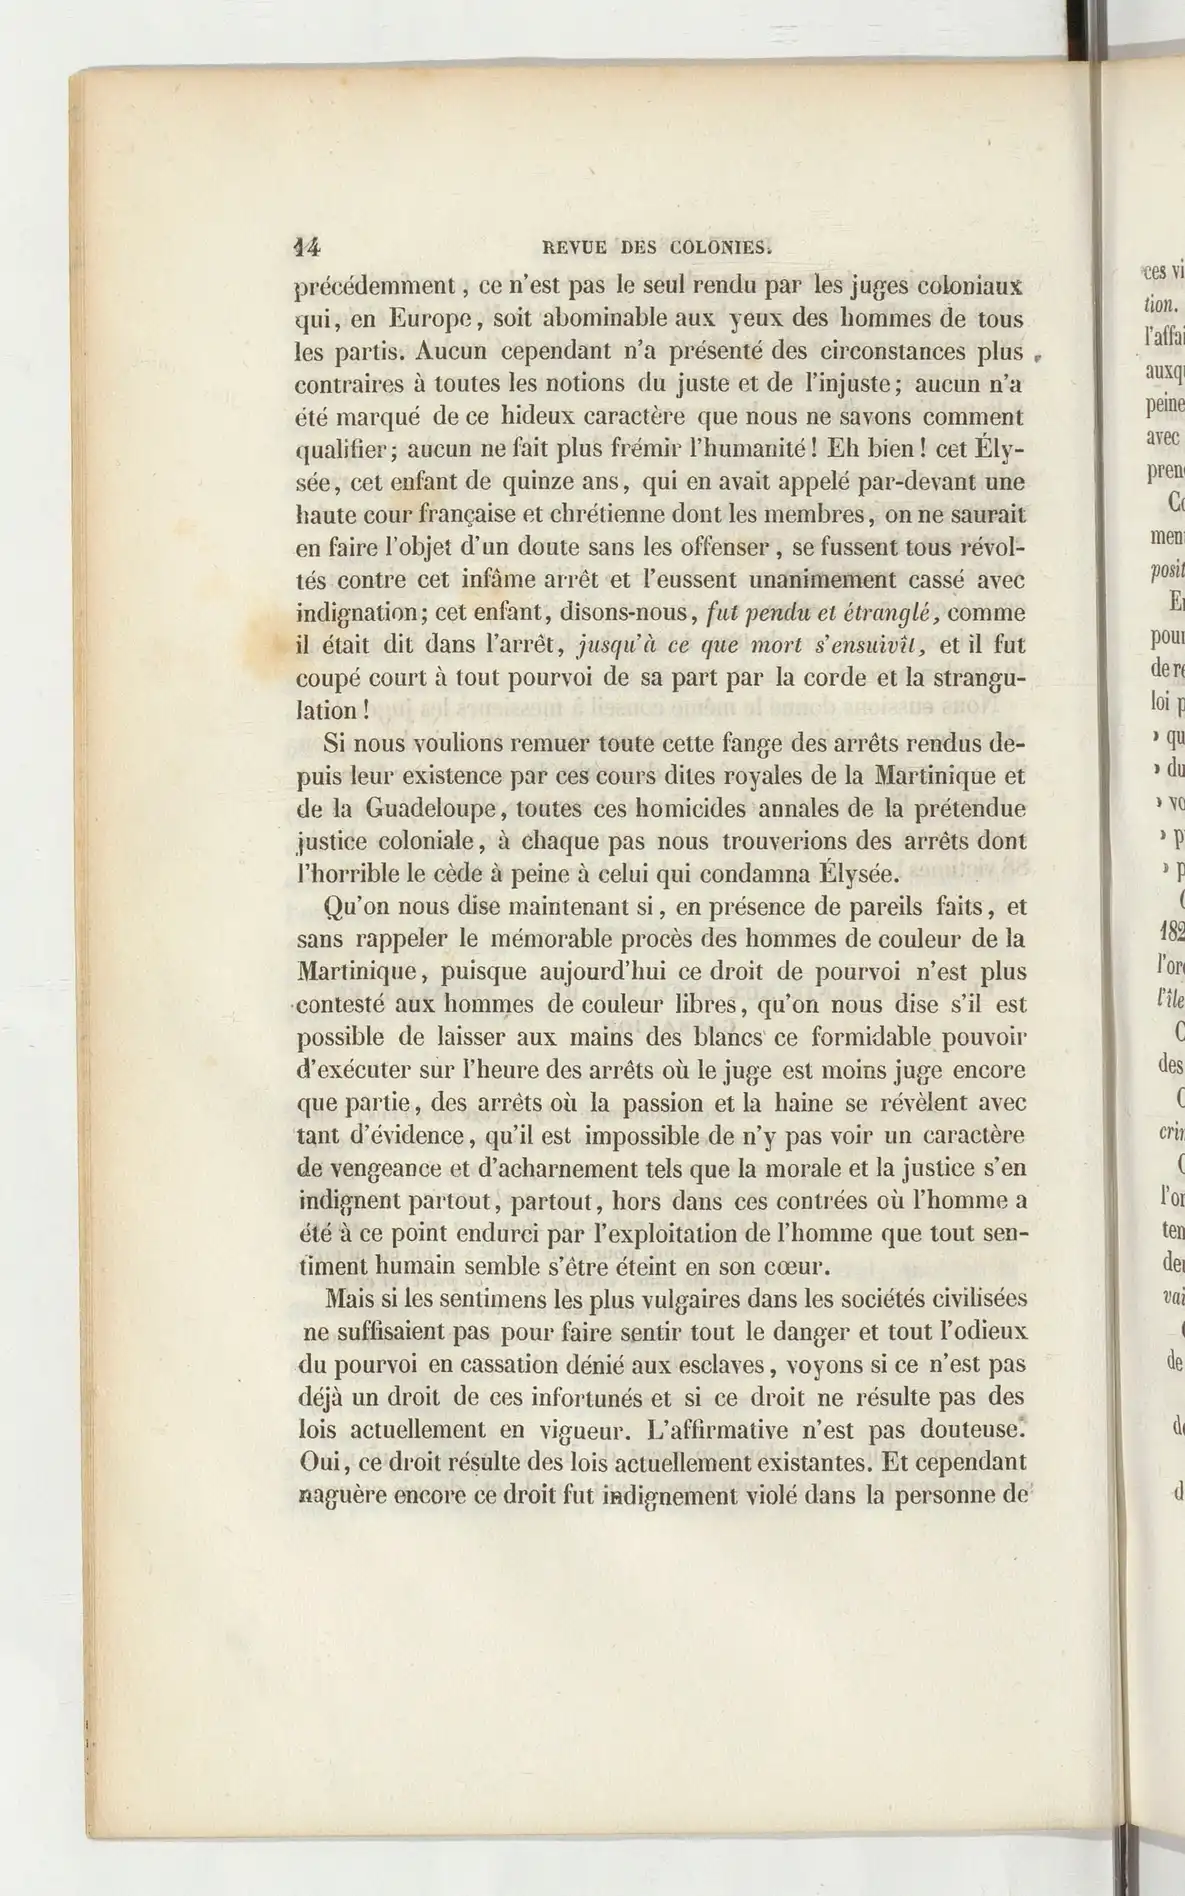 14 REVUE DES COLONIES.
précédemment, ce n'est pas le seul rendu par les juges coloniaux
qui, en Europe, soit abominable aux yeux des hommes de tous
les partis. Aucun cependant n'a présenté des circonstances plus
contraires à toutes les notions du juste et de l'injuste; aucun n'a
été marqué de ce hideux caractère que nous ne savons comment
qualifier; aucun ne fait plus frémir l'humanité! Eh bien! cet Ély-
sée, cet enfant de quinze ans, qui en avait appelé par-devant une
haute cour française et chrétienne dont les membres, on ne saurait
en faire l'objet d'un doute sans les offenser, se fussent tous révol-
tés contre cet infâme arrêt et l'eussent unanimement cassé avec
indignation; cet enfant, disons-nous, fut pendu et étranglé, comme
il était dit dans l'arrêt, jusqu'à ce que mort s'ensuivît, et il fut
coupé court à tout pourvoi de sa part par la corde et la strangu-
lation!
Si nous voulions remuer toute cette fange des arrêts rendus de-
puis leur existence par ces cours dites royales de la Martinique et
de la Guadeloupe, toutes ces homicides annales de la prétendue
justice coloniale, à chaque pas nous trouverions des arrêts dont
l'horrible le cède à peine à celui qui condamna Élysée.
Qu'on nous dise maintenant si, en présence de pareils faits, et
sans rappeler le mémorable procès des hommes de couleur de la
Martinique, puisque aujourd'hui ce droit de pourvoi n'est plus
contesté aux hommes de couleur libres, qu'on nous dise s'il est
possible de laisser aux mains des blancs ce formidable pouvoir
d'exécuter sur l'heure des arrêts où le juge est moins juge encore
que partie, des arrêts où la passion et la haine se révèlent avec
tant d'évidence, qu'il est impossible de n'y pas voir un caractère
de vengeance et d'acharnement tels que la morale et la justice s'en
indignent partout, partout, hors dans ces contrées où l'homme a
été à ce point endurci par l'exploitation de l'homme que tout sen-
timent humain semble s'être éteint en son cœur.
Mais si les sentimens les plus vulgaires dans les sociétés civilisées
ne suffisaient pas pour faire sentir tout le danger et tout l'odieux
du pourvoi en cassation dénié aux esclaves, voyons si ce n'est pas
déjà un droit de ces infortunés et si ce droit ne résulte pas des
lois actuellement en vigueur. L'affirmative n'est pas douteuse.
Oui, ce droit résulte des lois actuellement existantes. Et cependant
naguère encore ce droit fut indignement violé dans la personne de